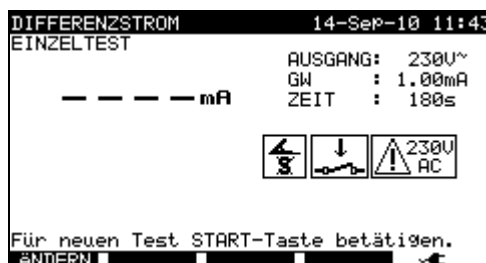 DIFFERENZSTROM 14-Sep-10 11:43
EINZELTEST
AUSGANG: 230V~
GW : 1.00mA
– – – – mA
ZEIT : 180s
230V
AC
Für neuen Test START-Taste betätigen.
ÄNDERN